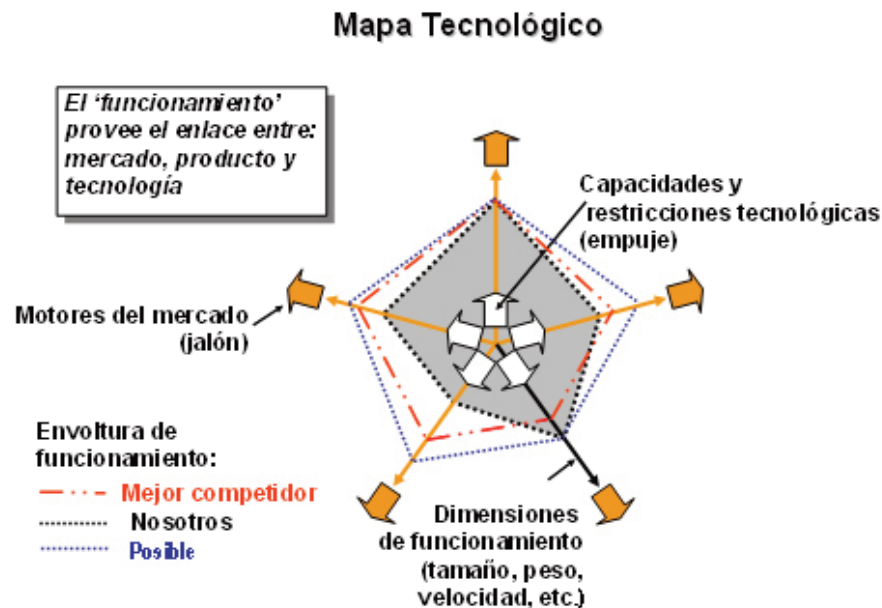 Mapa Tecnológico
El ‘funcionamiento’
provee el enlace entre:
mercado, producto y
tecnología
Capacidades y
restricciones tecnológicas
(empuje)
Motores del mercado
(jalón)
Envoltura de
funcionamiento:
Mejor competidor
Nosotros
Posible
Dimensiones
de funcionamiento
(tamaño, peso,
velocidad, etc.)